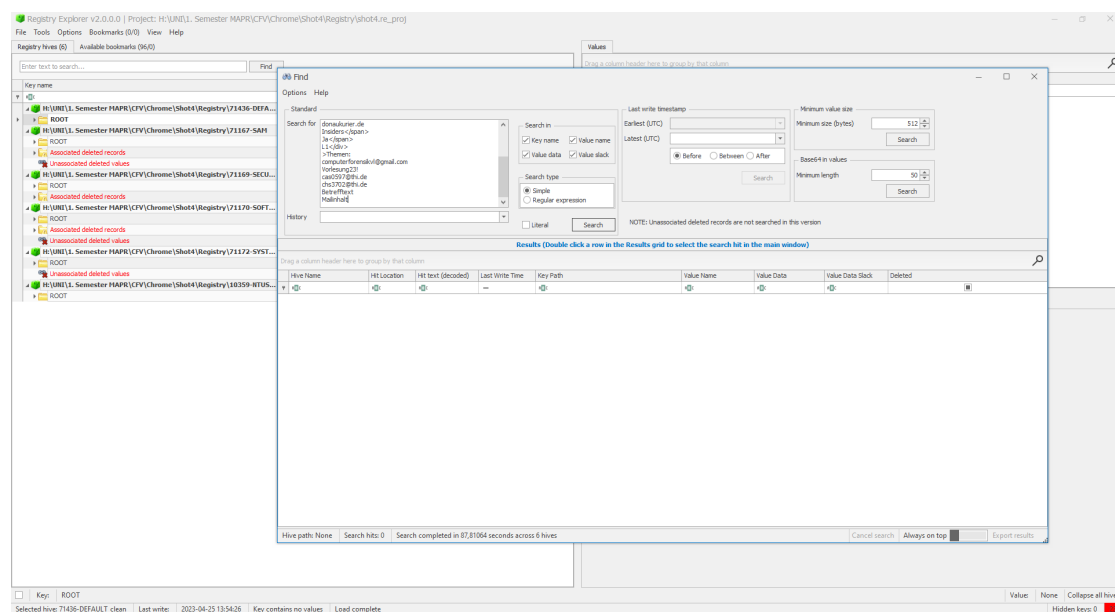 Registry Explorer v2.0.0.0 | Project: H:\UNI\1. Semester MAPR\CFV\Chrome\Shot4\Registry\shot4.re_proj
File Tools Options Bookmarks (0/0) View Help
Registry hives (6) Available bookmarks (96/0)
Values
Enter text to search... Find
Drag a column header here to group by that column
Key name
H:\UNI\1. Semester MAPR\CFV\Chrome\Shot4\Registry\71436-DEFA...
ROOT
H:\UNI\1. Semester MAPR\CFV\Chrome\Shot4\Registry\71167-SAM
ROOT
Associated deleted records
Unassociated deleted values
H:\UNI\1. Semester MAPR\CFV\Chrome\Shot4\Registry\71169-SECU...
ROOT
Associated deleted records
H:\UNI\1. Semester MAPR\CFV\Chrome\Shot4\Registry\71170-SOFT...
ROOT
Associated deleted records
Unassociated deleted values
H:\UNI\1. Semester MAPR\CFV\Chrome\Shot4\Registry\71172-SYST...
ROOT
Unassociated deleted values
H:\UNI\1. Semester MAPR\CFV\Chrome\Shot4\Registry\10359-NTUS...
ROOT
Find
Options Help
Standard
Search for
donaukurier.de
Insiders</span>
Ja</span>
L1</div>
>Themen:
computerforensikvl@gmail.com
Vorlesung23!
cas0597@thi.de
chs3702@thi.de
Betrefftext
Mailinhalt
History
Search in
Key name Value name
Value data Value slack
Search type
Simple
Regular expression
Literal Search
Last write timestamp
Earliest (UTC)
Latest (UTC)
Before Between After
Search
NOTE: Unassociated deleted records are not searched in this version
Minimum value size
Minimum size (bytes) 512
Search
Base64 in values
Minimum length 50
Search
Results (Double click a row in the Results grid to select the search hit in the main window)
Drag a column header here to group by that column
Hive Name Hit Location Hit text (decoded) Last Write Time Key Path Value Name Value Data Value Data Slack Deleted
Hive path: None Search hits: 0 Search completed in 87,81064 seconds across 6 hives Cancel search Always on top Export results
Key: ROOT Value: None Collapse all hive
Selected hive: 71436-DEFAULT clean Last write: 2023-04-25 13:54:26 Key contains no values Load complete Hidden keys: 0